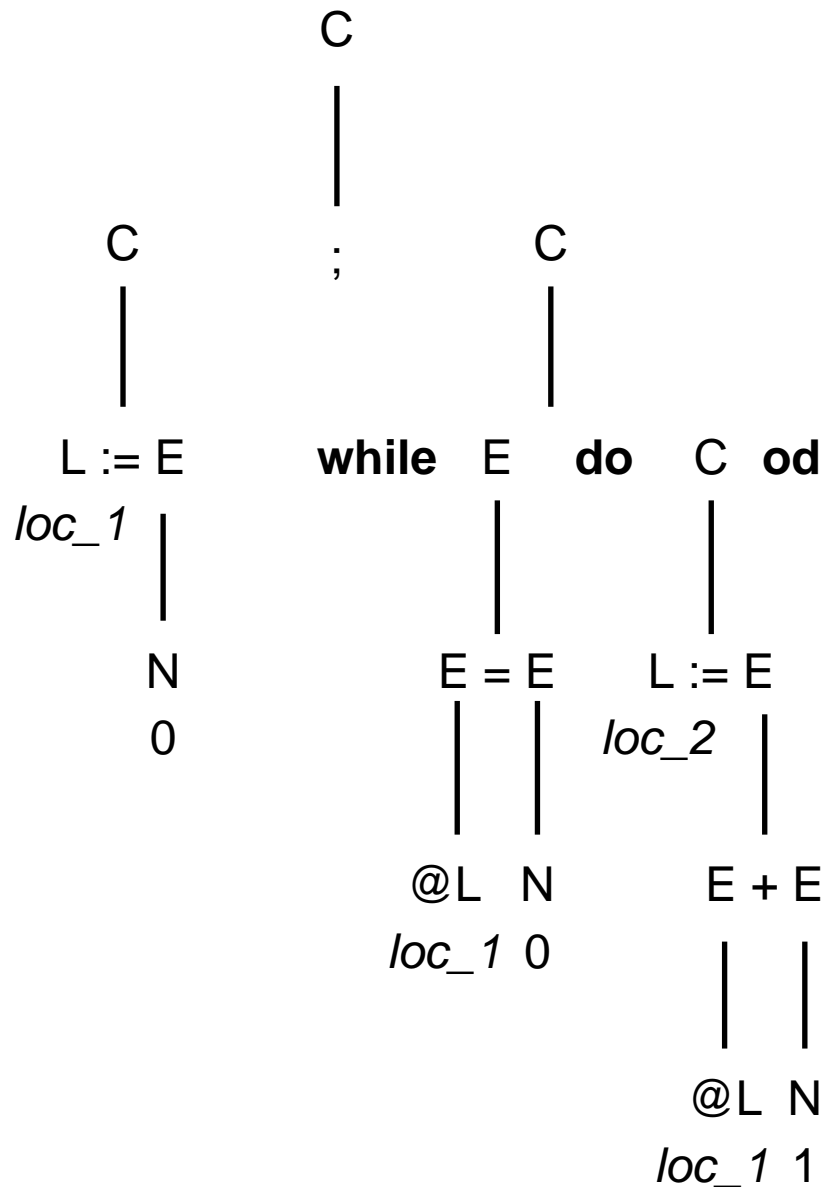 C
C ; C
L := E while E do C od
loc_1
N E = E L := E
0 loc_2
@L N E + E
loc_1 0
@L N
loc_1 1